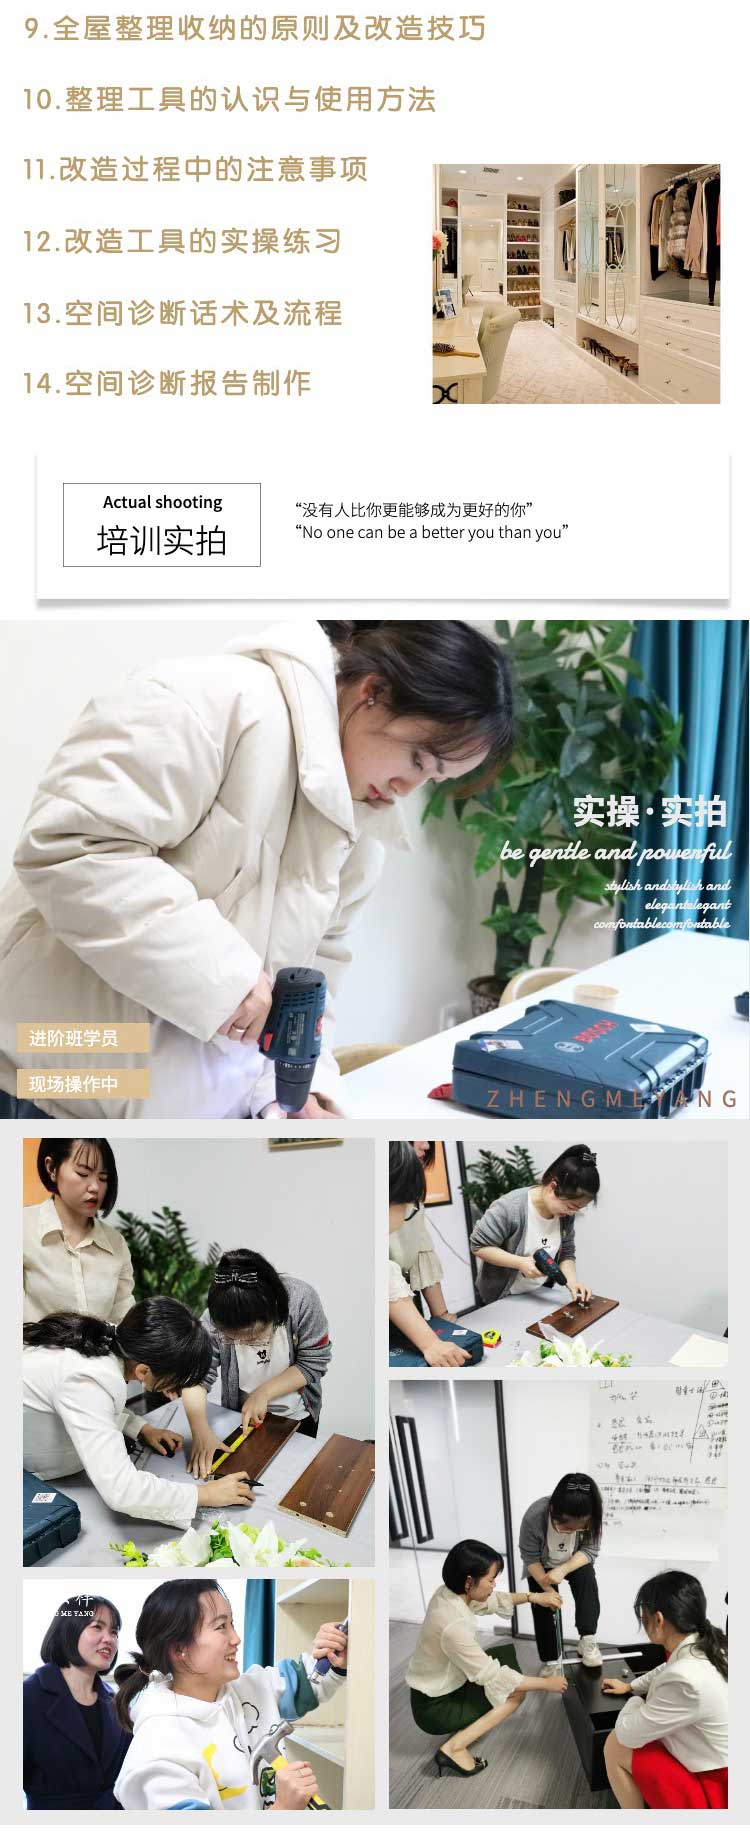 9.全屋整理收纳的原则及改造技巧
10.整理工具的认识与使用方法
11.改造过程中的注意事项
12.改造工具的实操练习
13.空间诊断话术及流程
14.空间诊断报告制作
Actual shooting
培训实拍
“没有人比你更能够成为更好的你”
“No one can be a better you than you”
实操·实拍
be gentle and powerful
stylish andstylish and
elegantelegant
comfortablecomfortable
BOSCH
进阶班学员
现场操作中
ZHENGMEYANG
G ME YANG